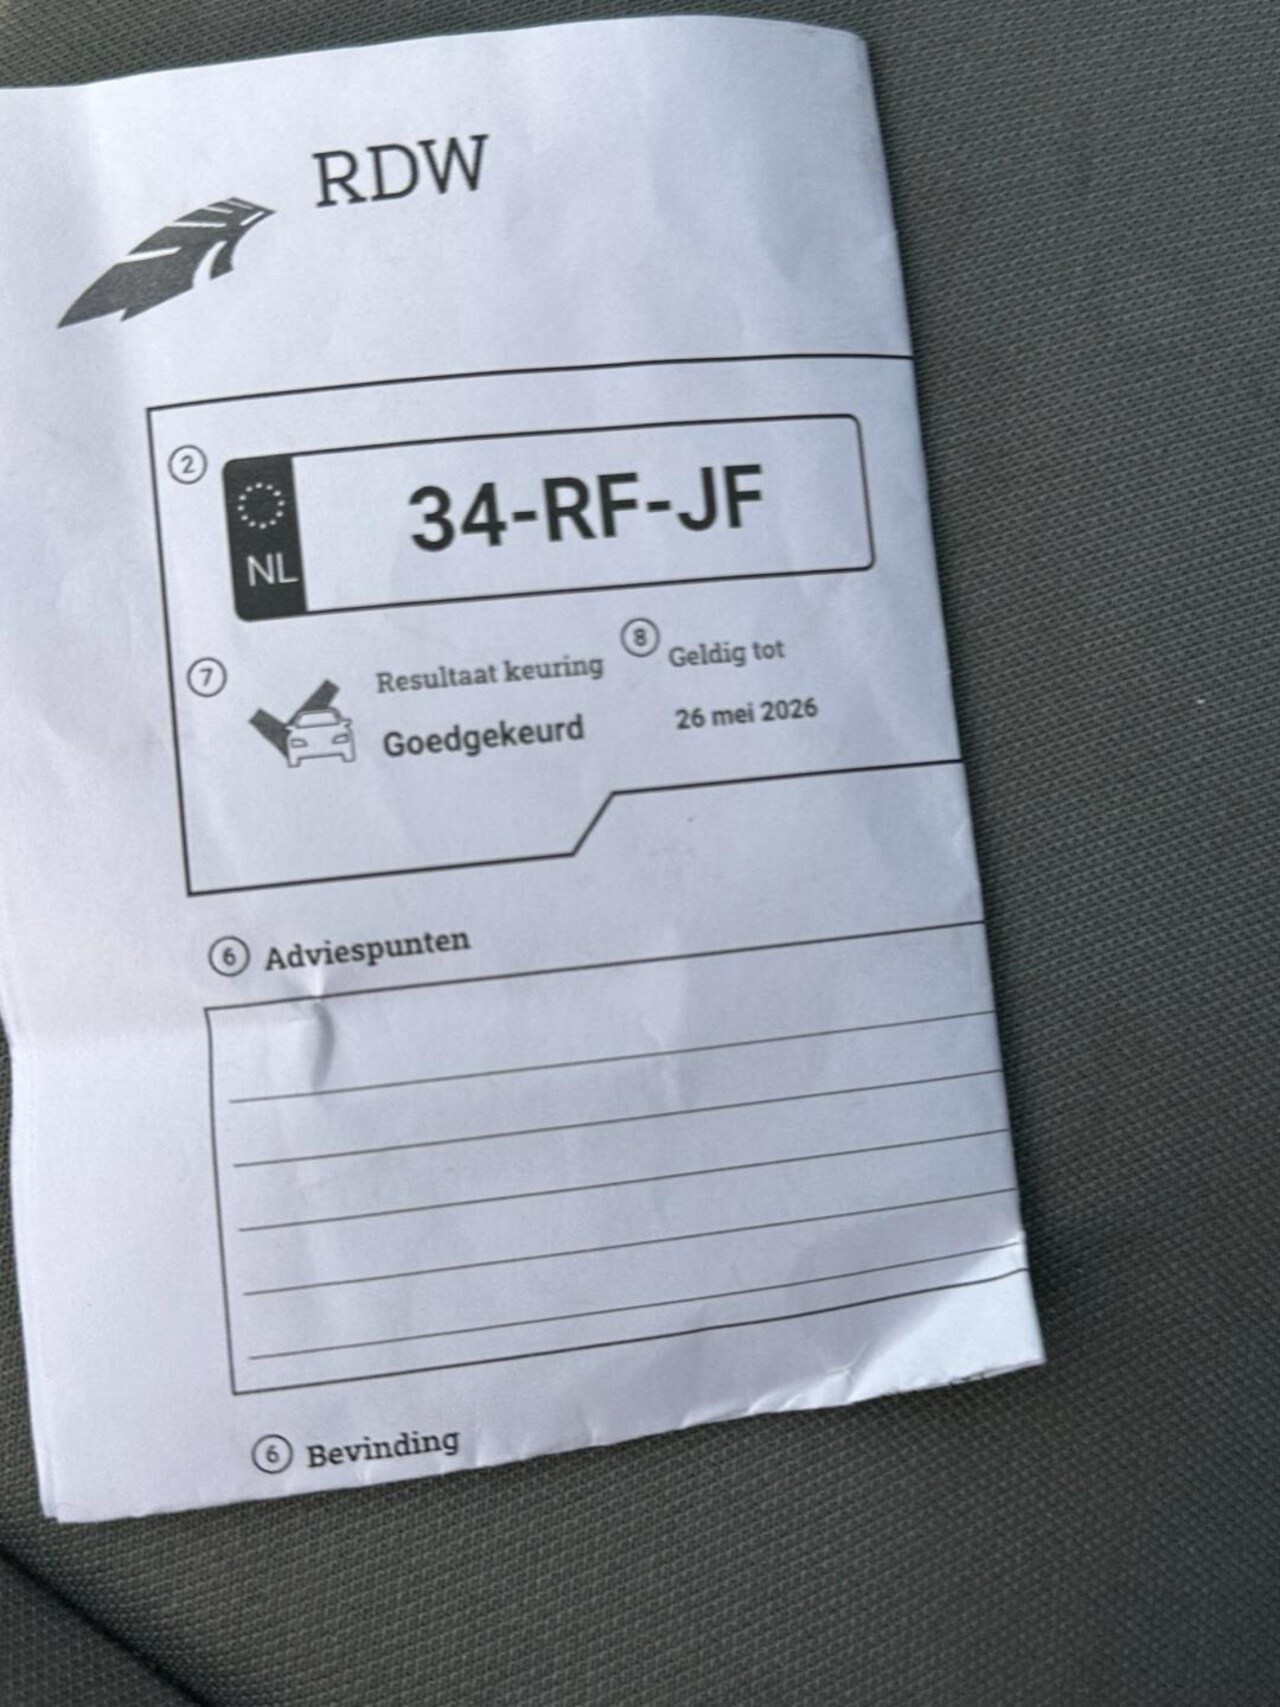 RDW
2
NL
34-RF-JF
7 Resultaat keuring 8 Geldig tot
Goedgekeurd 26 mei 2026
6 Adviespunten
6 Bevinding